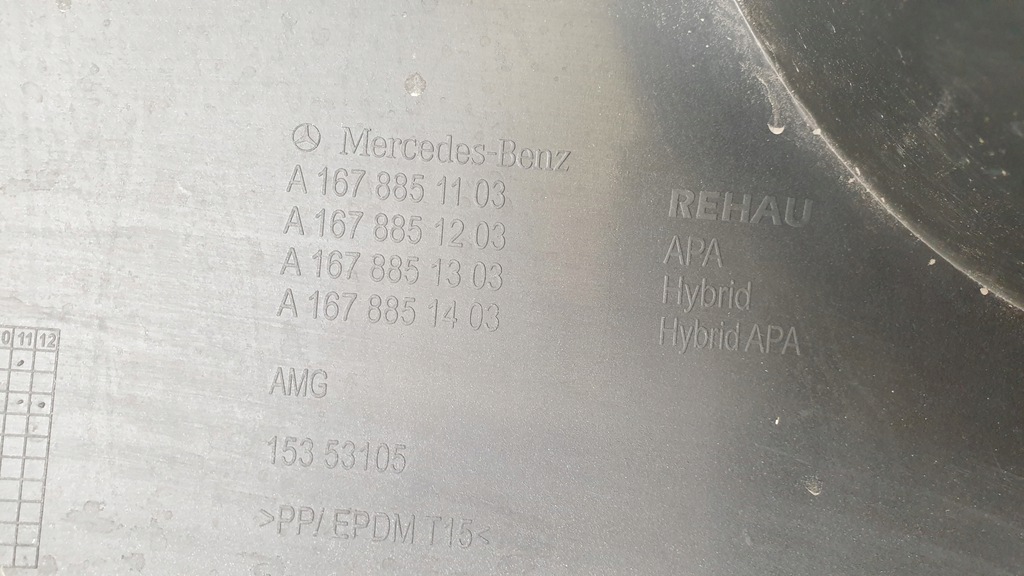 Mercedes-Benz
A 167 885 11 03
A 167 885 12 03
A 167 885 13 03
A 167 885 14 03
AMG
153 53105
>PP/EPDM T15<
REHAU
APA
Hybrid
Hybrid APA
0 11 12